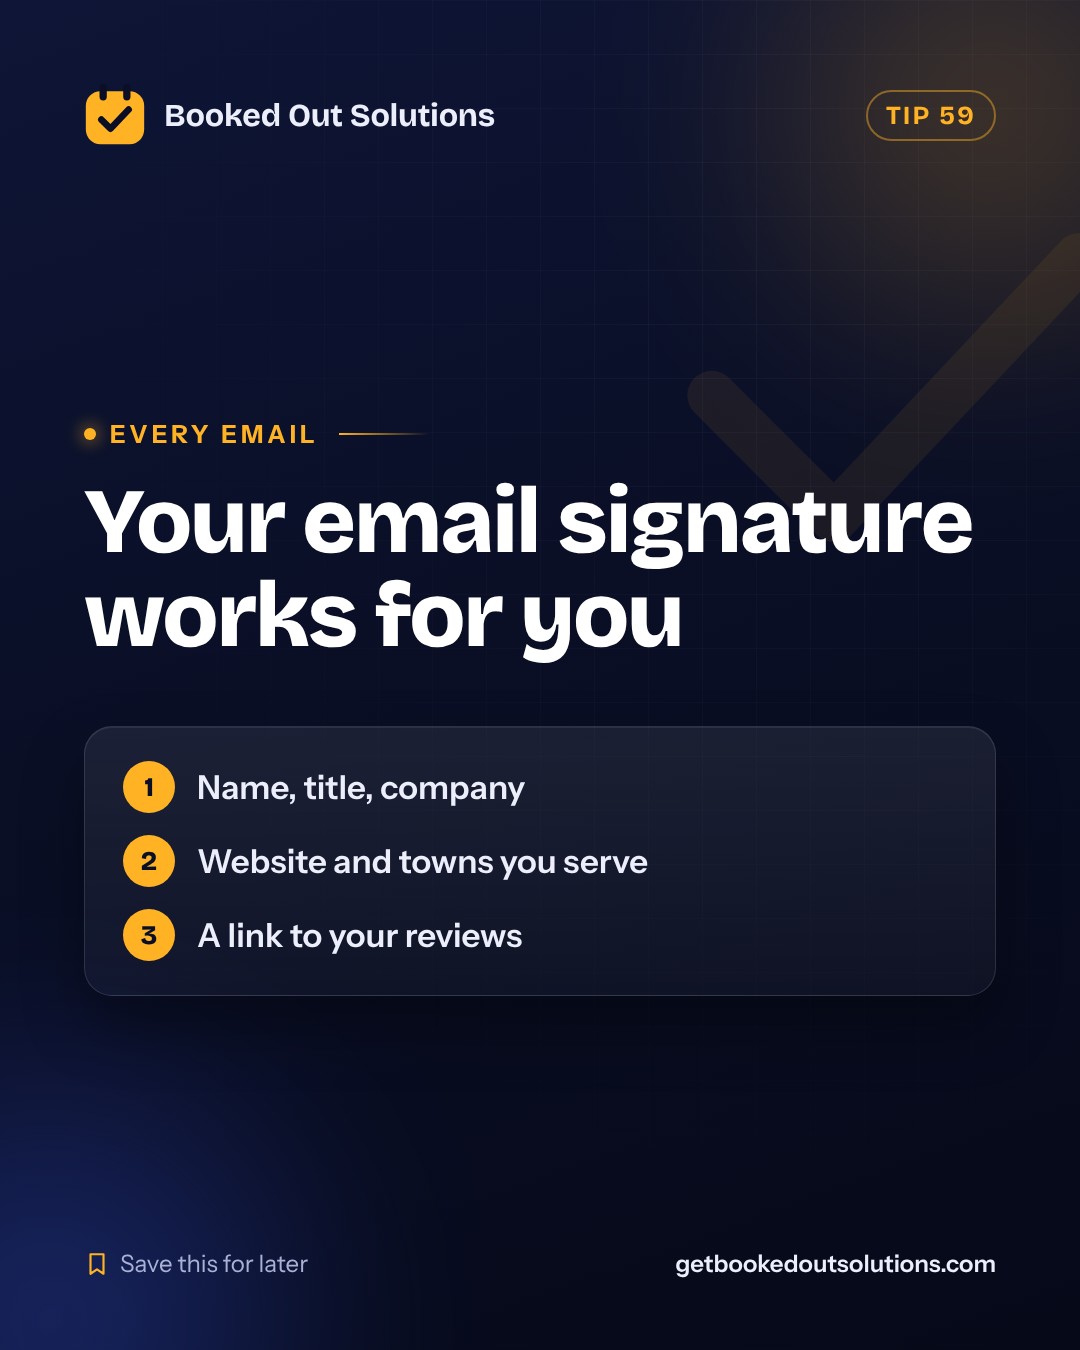 Booked Out Solutions
TIP 59
EVERY EMAIL
Your email signature
works for you
1 Name, title, company
2 Website and towns you serve
3 A link to your reviews
Save this for later
getbookedoutsolutions.com